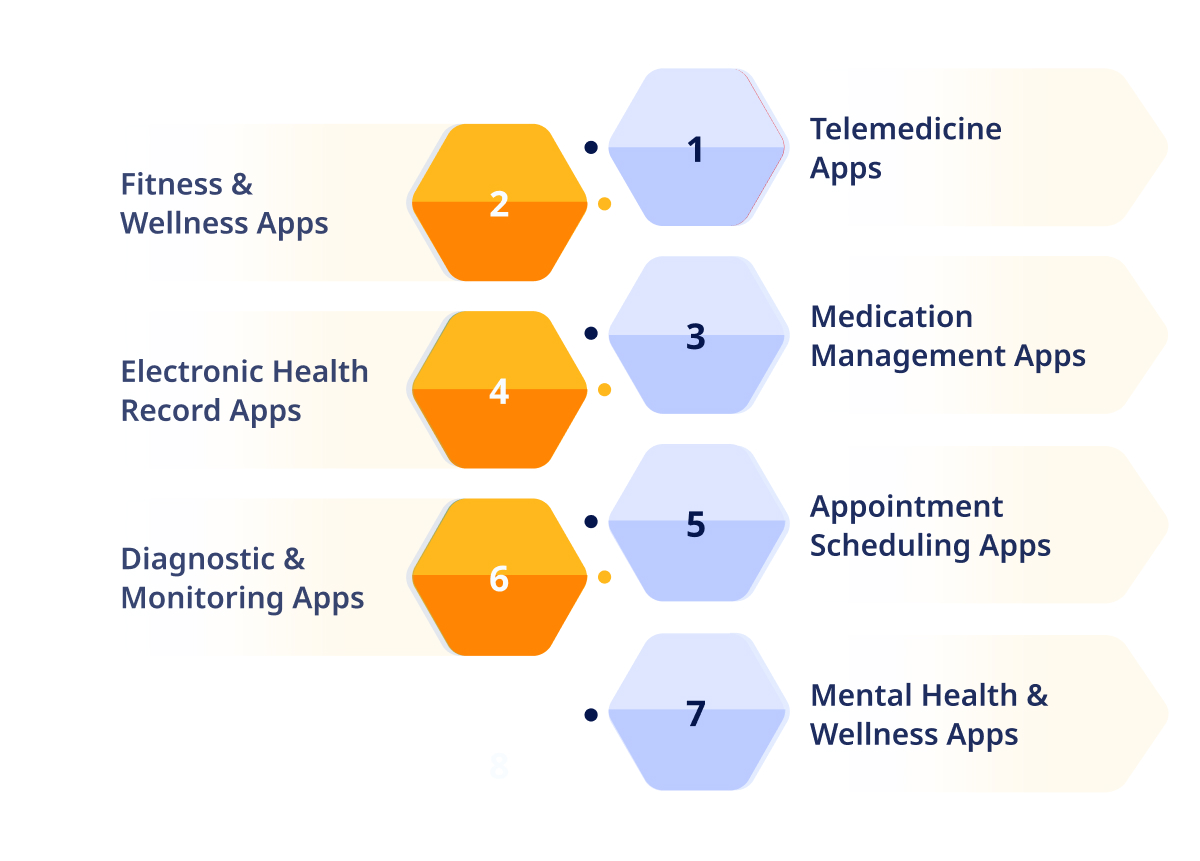 1
Telemedicine
Apps
2
Fitness &
Wellness Apps
3
Medication
Management Apps
4
Electronic Health
Record Apps
5
Appointment
Scheduling Apps
6
Diagnostic &
Monitoring Apps
7
Mental Health &
Wellness Apps
8